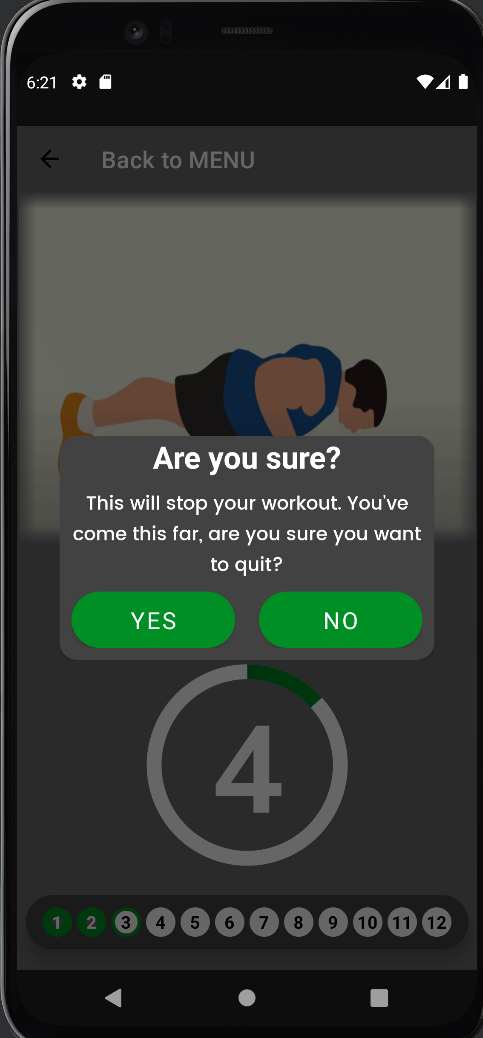 6:21
Back to MENU
Are you sure?
This will stop your workout. You've
come this far, are you sure you want
to quit?
YES NO
4
1 2 3 4 5 6 7 8 9 10 11 12